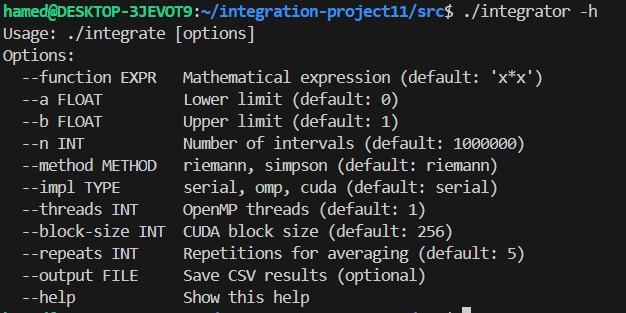 hamed@DESKTOP-3JEVOT9:~/integration-project11/src$ ./integrator -h
Usage: ./integrate [options]
Options:
  --function EXPR   Mathematical expression (default: 'x*x')
  --a FLOAT         Lower limit (default: 0)
  --b FLOAT         Upper limit (default: 1)
  --n INT           Number of intervals (default: 1000000)
  --method METHOD   riemann, simpson (default: riemann)
  --impl TYPE       serial, omp, cuda (default: serial)
  --threads INT     OpenMP threads (default: 1)
  --block-size INT  CUDA block size (default: 256)
  --repeats INT     Repetitions for averaging (default: 5)
  --output FILE     Save CSV results (optional)
  --help            Show this help